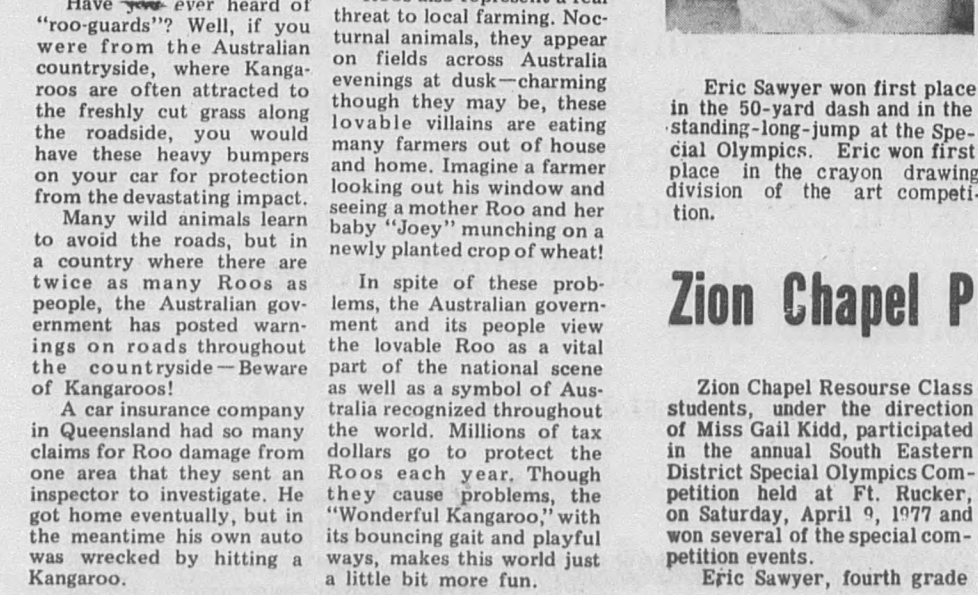 Have you ever heard of
"roo-guards"? Well, if you
were from the Australian
countryside, where Kanga-
roos are often attracted to
the freshly cut grass along
the roadside, you would
have these heavy bumpers
on your car for protection
from the devastating impact.
Many wild animals learn
to avoid the roads, but in
a country where there are
twice as many Roos as
people, the Australian gov-
ernment has posted warn-
ings on roads throughout
the countryside—Beware
of Kangaroos!
A car insurance company
in Queensland had so many
claims for Roo damage from
one area that they sent an
inspector to investigate. He
got home eventually, but in
the meantime his own auto
was wrecked by hitting a
Kangaroo.
threat to local farming. Noc-
turnal animals, they appear
on fields across Australia
evenings at dusk—charming
though they may be, these
lovable villains are eating
many farmers out of house
and home. Imagine a farmer
looking out his window and
seeing a mother Roo and her
baby "Joey" munching on a
newly planted crop of wheat!
In spite of these prob-
lems, the Australian govern-
ment and its people view
the lovable Roo as a vital
part of the national scene
as well as a symbol of Aus-
tralia recognized throughout
the world. Millions of tax
dollars go to protect the
Roos each year. Though
they cause problems, the
"Wonderful Kangaroo," with
its bouncing gait and playful
ways, makes this world just
a little bit more fun.
Eric Sawyer won first place
in the 50-yard dash and in the
standing-long-jump at the Spe-
cial Olympics. Eric won first
place in the crayon drawing
division of the art competi-
tion.
Zion Chapel P
Zion Chapel Resourse Class
students, under the direction
of Miss Gail Kidd, participated
in the annual South Eastern
District Special Olympics Com-
petition held at Ft. Rucker,
on Saturday, April 9, 1977 and
won several of the special com-
petition events.
Eric Sawyer, fourth grade